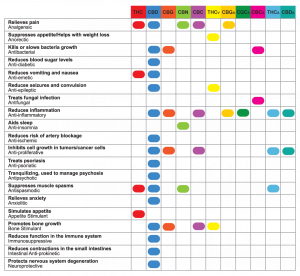 THC CBD CBG CBN CBC THCv CBGa CBCa THCa CBDa
Relieves pain
Analgesic
Suppresses appetite/Helps with weight loss
Anorectic
Kills or slows bacteria growth
Antibacterial
Reduces blood sugar levels
Anti-diabetic
Reduces vomiting and nausea
Anti-emetic
Reduces seizures and convulsion
Anti-epileptic
Treats fungal infection
Antifungal
Reduces inflammation
Anti-inflammatory
Aids sleep
Anti-insomnia
Reduces risk of artery blockage
Anti-ischemic
Inhibits cell growth in tumors/cancer cells
Anti-proliferative
Treats psoriasis
Anti-psoriatic
Tranquilizing, used to manage psychosis
Antipsychotic
Suppresses muscle spasms
Antispasmodic
Relieves anxiety
Anxiolitic
Stimulates appetite
Appetite Stimulant
Promotes bone growth
Bone Stimulant
Reduces function in the immune system
Immunosuppressive
Reduces contractions in the small intestines
Intestinal Anti-prokinetic
Protects nervous system degeneration
Neuroprotective